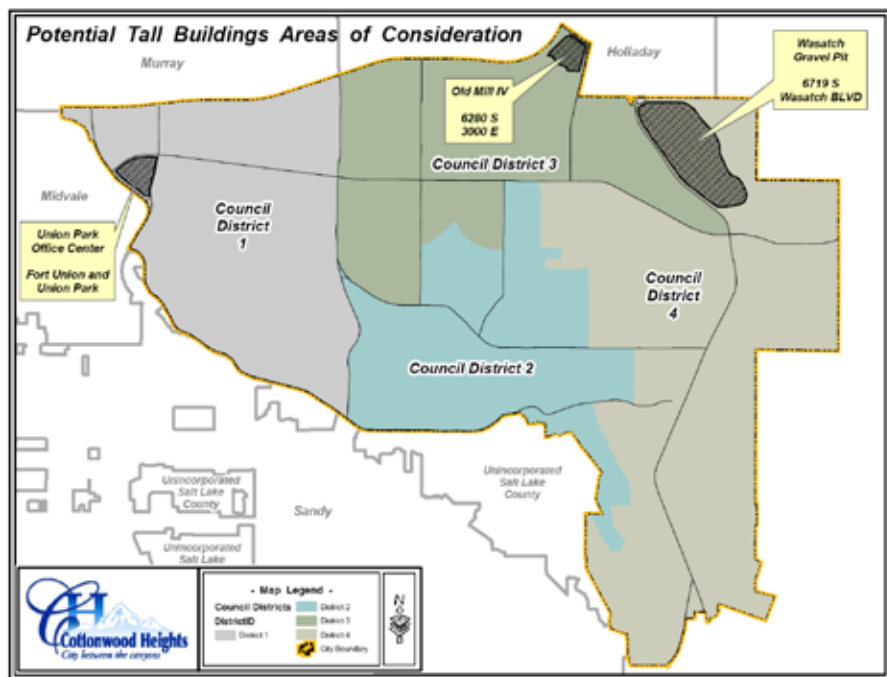 Potential Tall Buildings Areas of Consideration
Murray
Holladay
Old Mill IV
6280 S
3000 E
Wasatch
Gravel Pit
6719 S
Wasatch BLVD
Council District 3
Midvale
Union Park
Office Center
Fort Union and
Union Park
Council
District
1
Council
District
4
Council District 2
Unincorporated
Salt Lake
County
Unincorporated
Salt Lake
County
Sandy
Unincorporated
Salt Lake
CH
Cottonwood Heights
City between the canyons
- Map Legend -
Council Districts
DistrictID
District 1
District 2
District 3
District 4
City Boundary
N